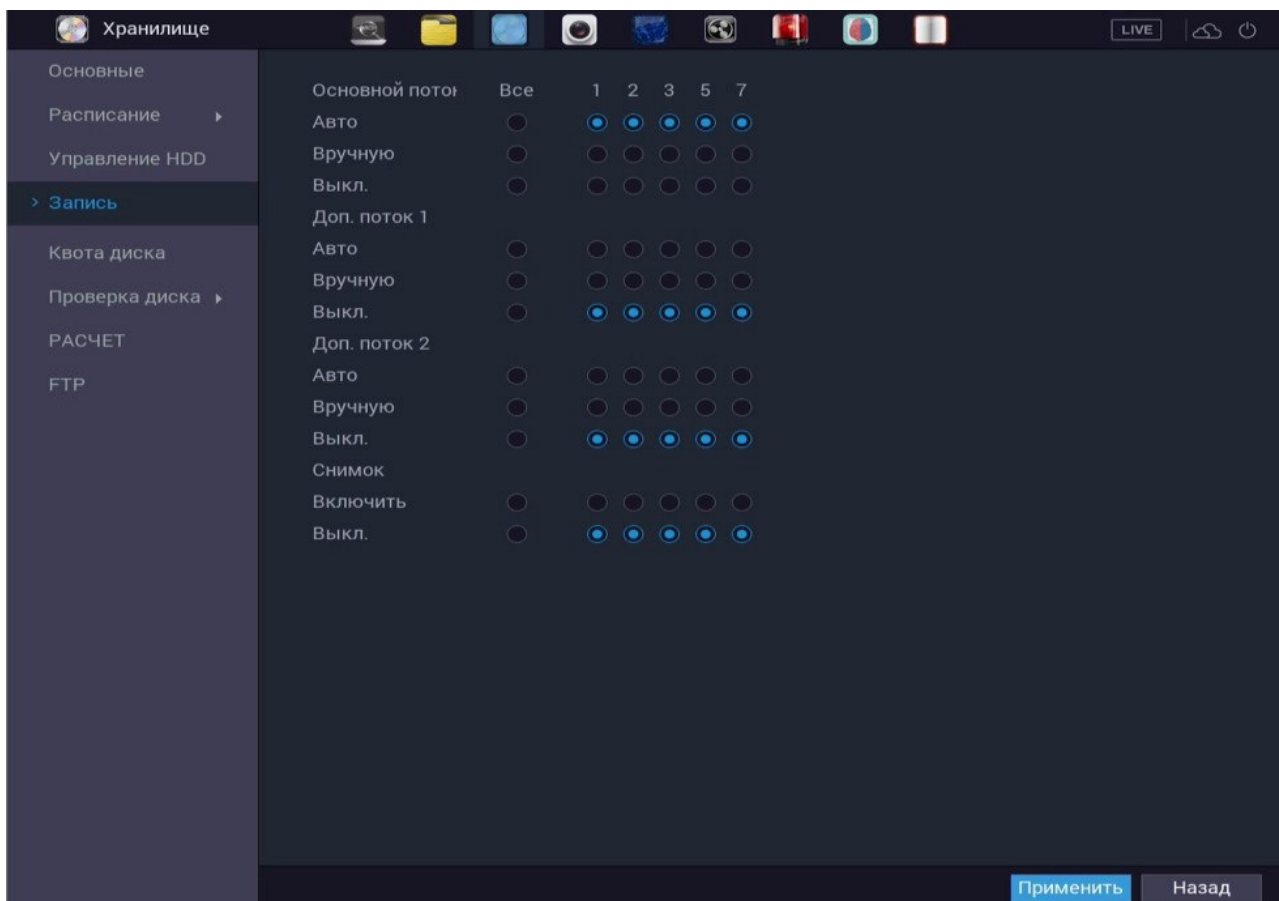 Хранилище
LIVE
Основные
Расписание
Управление HDD
Запись
Квота диска
Проверка диска
РАСЧЕТ
FTP
Основной поток Все 1 2 3 5 7
Авто
Вручную
Выкл.
Доп. поток 1
Авто
Вручную
Выкл.
Доп. поток 2
Авто
Вручную
Выкл.
Снимок
Включить
Выкл.
Применить Назад